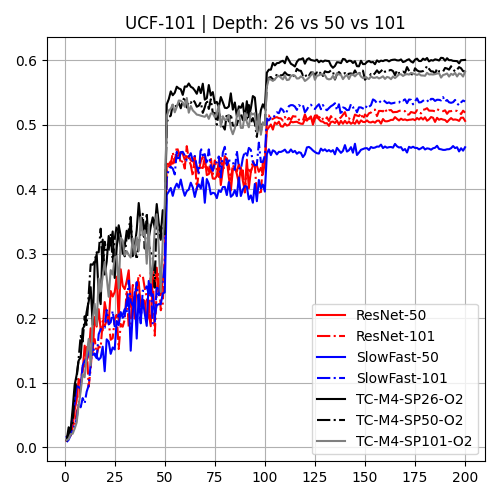 UCF-101 | Depth: 26 vs 50 vs 101
0.6
0.5
0.4
0.3
0.2
0.1
0.0
ResNet-50
ResNet-101
SlowFast-50
SlowFast-101
TC-M4-SP26-O2
TC-M4-SP50-O2
TC-M4-SP101-O2
0 25 50 75 100 125 150 175 200